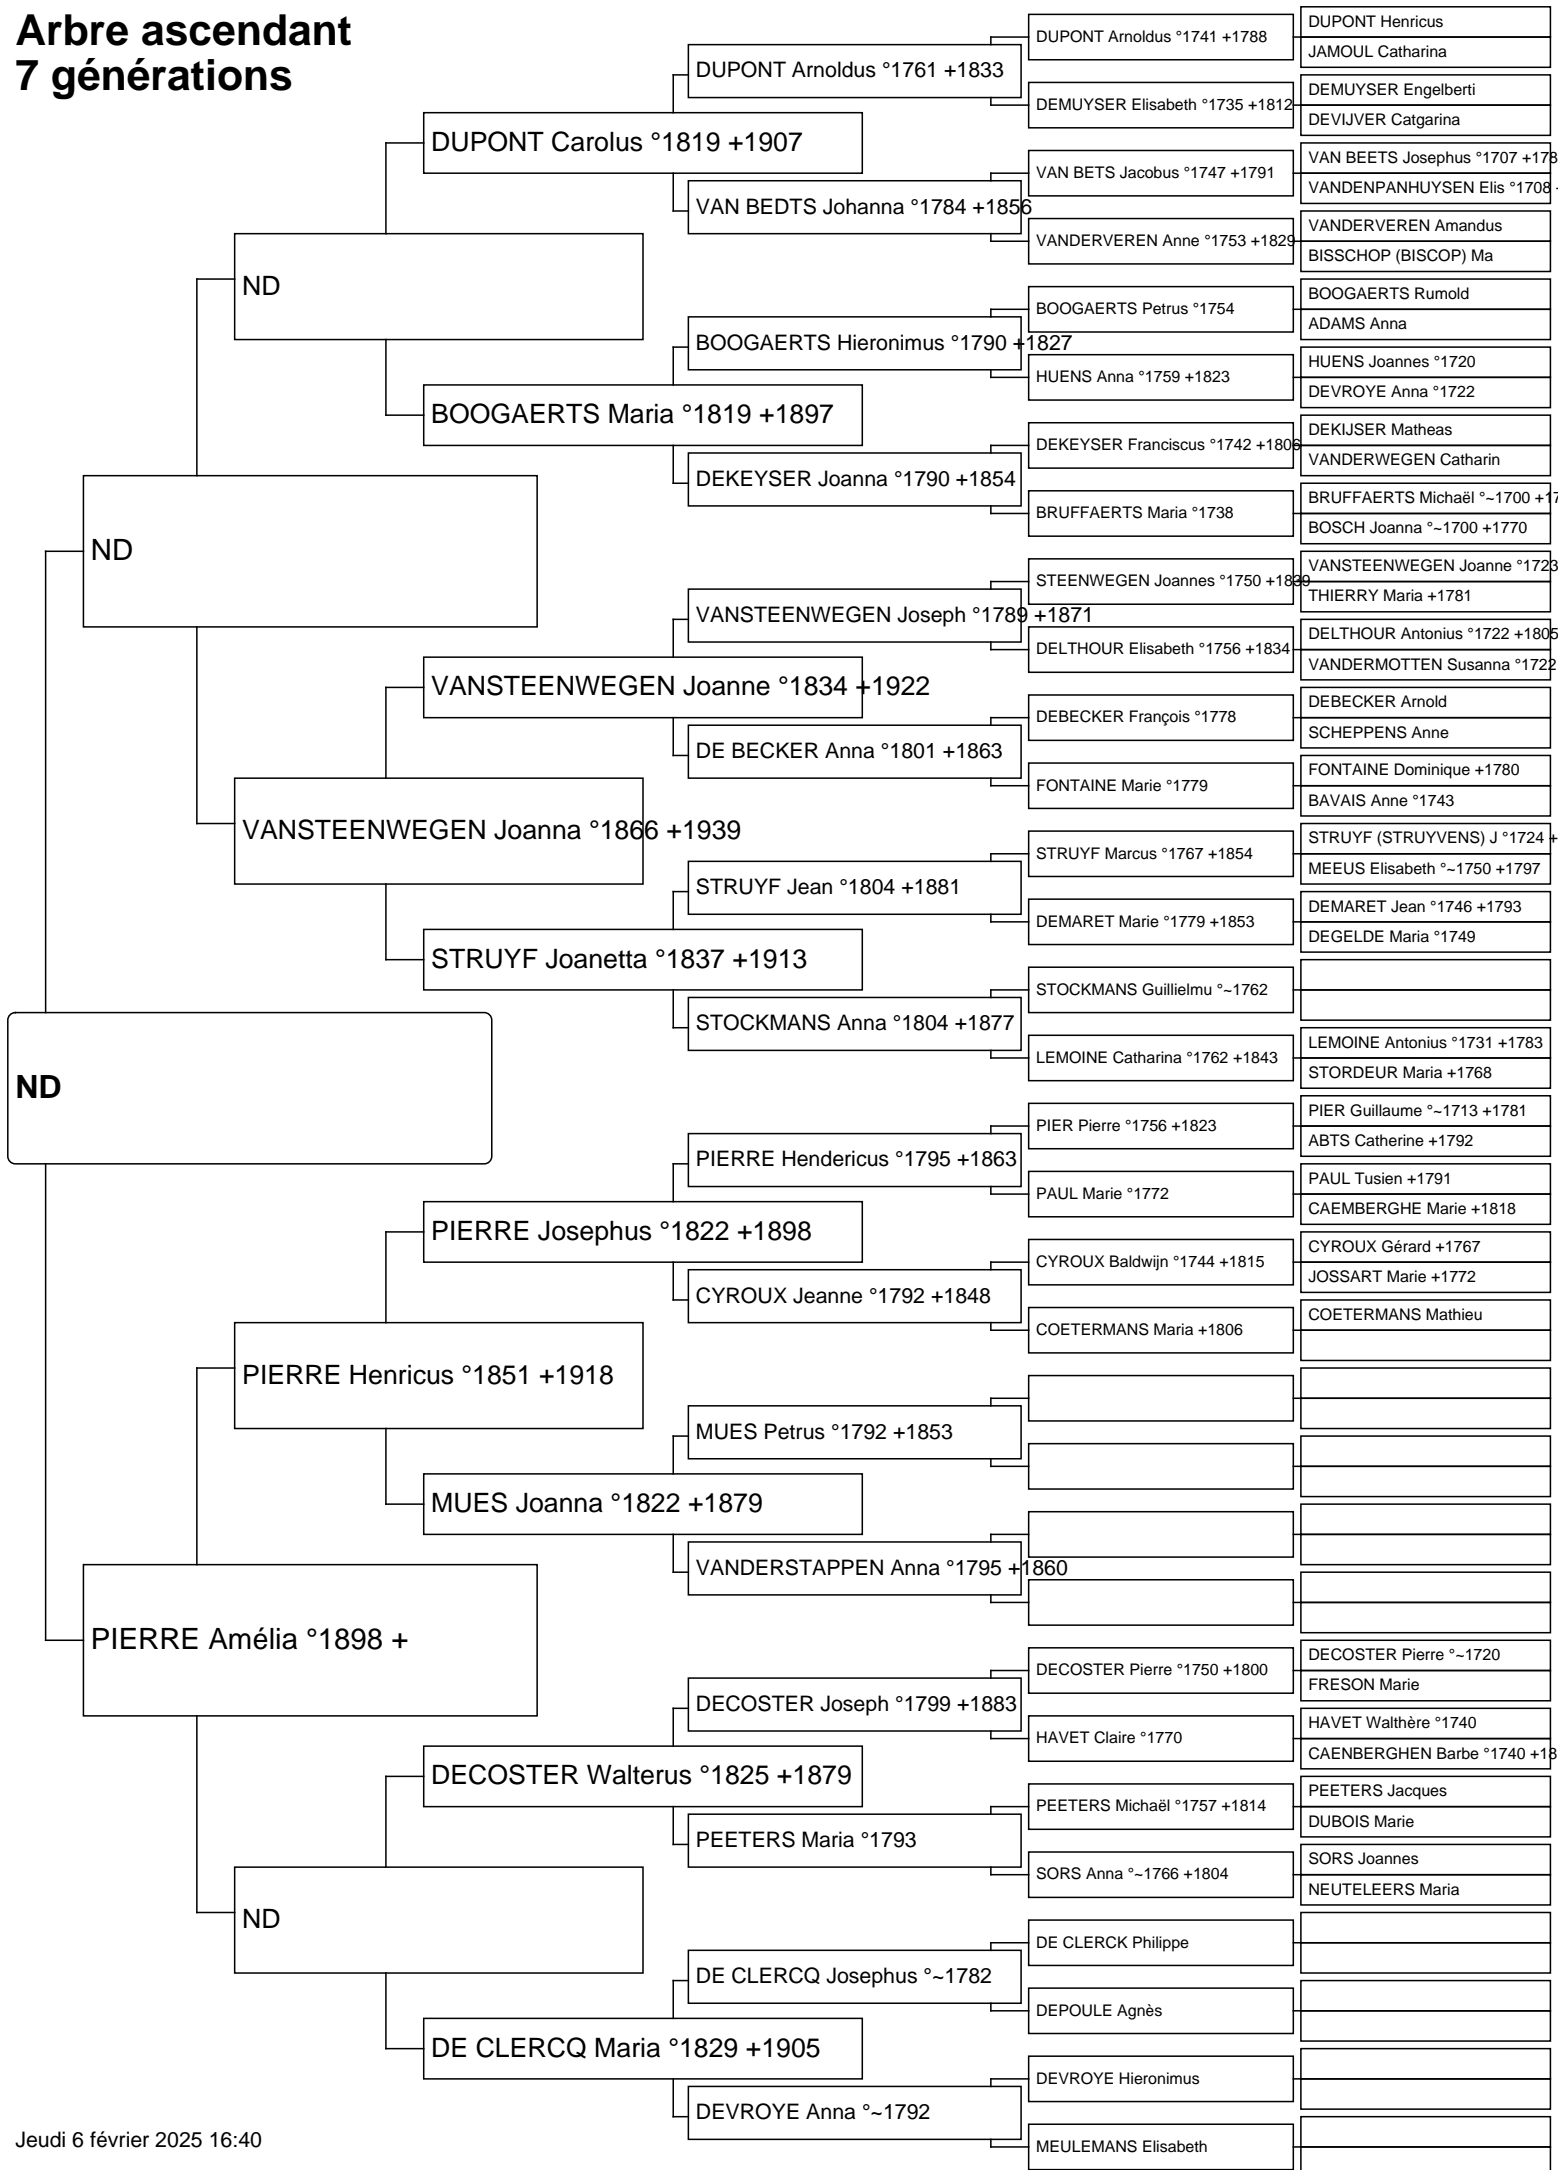 Arbre ascendant
7 générations
DUPONT Henricus
DUPONT Arnoldus °1741 +1788
JAMOUL Catharina
DUPONT Arnoldus °1761 +1833
DEMUYSER Engelberti
DEMUYSER Elisabeth °1735 +1812
DEVIJVER Catgarina
DUPONT Carolus °1819 +1907
VAN BEETS Josephus °1707 +178
VAN BETS Jacobus °1747 +1791
VANDENPANHUYSEN Elis °1708
VAN BEDTS Johanna °1784 +1856
VANDERVEREN Amandus
VANDERVEREN Anne °1753 +1829
BISSCHOP (BISCOP) Ma
ND
BOOGAERTS Rumold
BOOGAERTS Petrus °1754
ADAMS Anna
BOOGAERTS Hieronimus °1790 +1827
HUENS Joannes °1720
HUENS Anna °1759 +1823
DEVROYE Anna °1722
BOOGAERTS Maria °1819 +1897
DEKIJSER Matheas
DEKEYSER Franciscus °1742 +1806
VANDERWEGEN Catharin
DEKEYSER Joanna °1790 +1854
BRUFFAERTS Michaël °~1700 +17
BRUFFAERTS Maria °1738
BOSCH Joanna °~1700 +1770
ND
VANSTEENWEGEN Joanne °1723
STEENWEGEN Joannes °1750 +1839
THIERRY Maria +1781
VANSTEENWEGEN Joseph °1789 +1871
DELTHOUR Antonius °1722 +1805
DELTHOUR Elisabeth °1756 +1834
VANDERMOTTEN Susanna °1722
VANSTEENWEGEN Joanne °1834 +1922
DEBECKER Arnold
DEBECKER François °1778
SCHEPPENS Anne
DE BECKER Anna °1801 +1863
FONTAINE Dominique +1780
FONTAINE Marie °1779
BAVAIS Anne °1743
VANSTEENWEGEN Joanna °1866 +1939
STRUYF (STRUYVENS) J °1724 +
STRUYF Marcus °1767 +1854
MEEUS Elisabeth °~1750 +1797
STRUYF Jean °1804 +1881
DEMARET Jean °1746 +1793
DEMARET Marie °1779 +1853
DEGELDE Maria °1749
STRUYF Joanetta °1837 +1913
STOCKMANS Guillielmu °~1762
STOCKMANS Anna °1804 +1877
LEMOINE Antonius °1731 +1783
LEMOINE Catharina °1762 +1843
STORDEUR Maria +1768
ND
PIER Guillaume °~1713 +1781
PIER Pierre °1756 +1823
ABTS Catherine +1792
PIERRE Hendericus °1795 +1863
PAUL Tusien +1791
PAUL Marie °1772
CAEMBERGHE Marie +1818
PIERRE Josephus °1822 +1898
CYROUX Gérard +1767
CYROUX Baldwijn °1744 +1815
JOSSART Marie +1772
CYROUX Jeanne °1792 +1848
COETERMANS Mathieu
COETERMANS Maria +1806
PIERRE Henricus °1851 +1918
MUES Petrus °1792 +1853
MUES Joanna °1822 +1879
VANDERSTAPPEN Anna °1795 +1860
PIERRE Amélia °1898 +
DECOSTER Pierre °~1720
DECOSTER Pierre °1750 +1800
FRESON Marie
DECOSTER Joseph °1799 +1883
HAVET Walthère °1740
HAVET Claire °1770
CAENBERGHEN Barbe °1740 +18
DECOSTER Walterus °1825 +1879
PEETERS Jacques
PEETERS Michaël °1757 +1814
DUBOIS Marie
PEETERS Maria °1793
SORS Joannes
SORS Anna °~1766 +1804
NEUTELEERS Maria
ND
DE CLERCK Philippe
DE CLERCQ Josephus °~1782
DEPOULE Agnès
DE CLERCQ Maria °1829 +1905
DEVROYE Hieronimus
DEVROYE Anna °~1792
MEULEMANS Elisabeth
Jeudi 6 février 2025 16:40